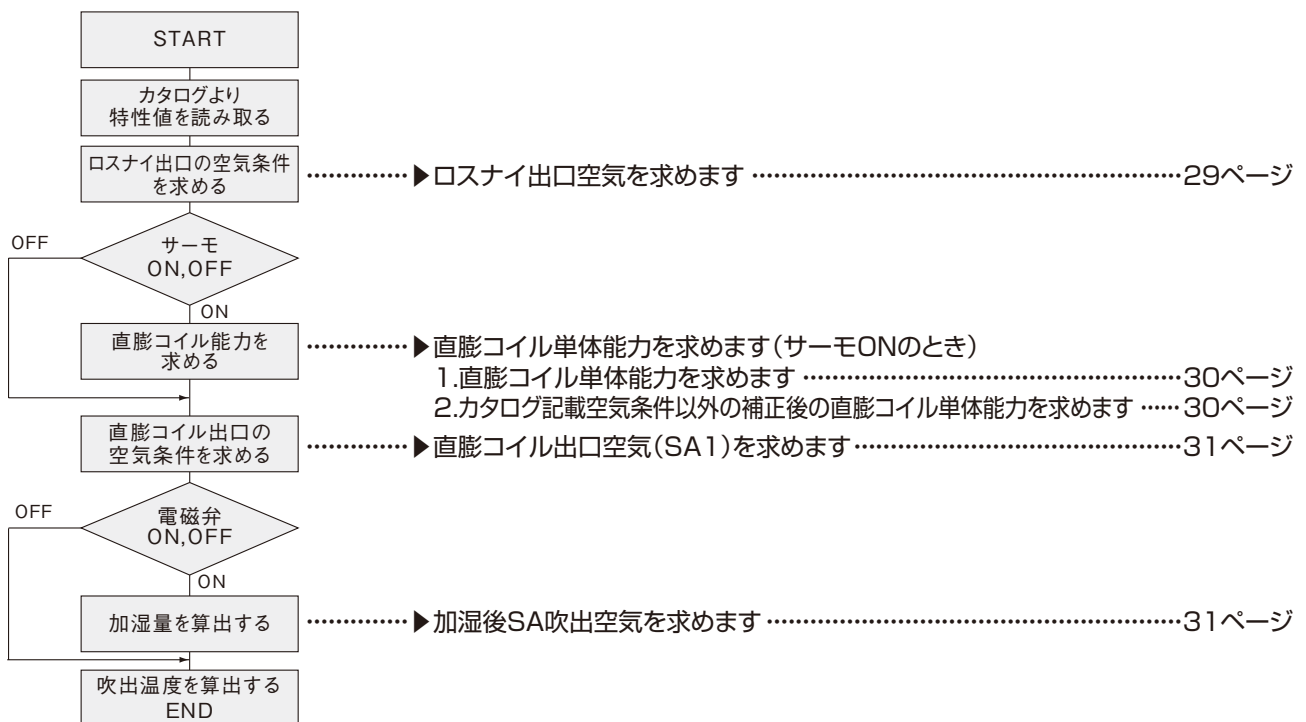 START
カタログより
特性値を読み取る
ロスナイ出口の空気条件
を求める
‥‥‥‥‥▶ロスナイ出口空気を求めます‥‥‥‥‥‥‥‥‥‥‥‥‥‥‥‥29ページ
OFF
サーモ
ON,OFF
ON
直膨コイル能力を
求める
‥‥‥‥‥▶直膨コイル単体能力を求めます(サーモONのとき)
1.直膨コイル単体能力を求めます‥‥‥‥‥‥‥‥‥‥‥‥‥‥30ページ
2.カタログ記載空気条件以外の補正後の直膨コイル単体能力を求めます‥‥30ページ
直膨コイル出口の
空気条件を求める
‥‥‥‥‥▶直膨コイル出口空気(SA1)を求めます‥‥‥‥‥‥‥‥‥‥‥‥31ページ
OFF
電磁弁
ON,OFF
ON
加湿量を算出する
‥‥‥‥‥▶加湿後SA吹出空気を求めます‥‥‥‥‥‥‥‥‥‥‥‥‥‥‥31ページ
吹出温度を算出する
END